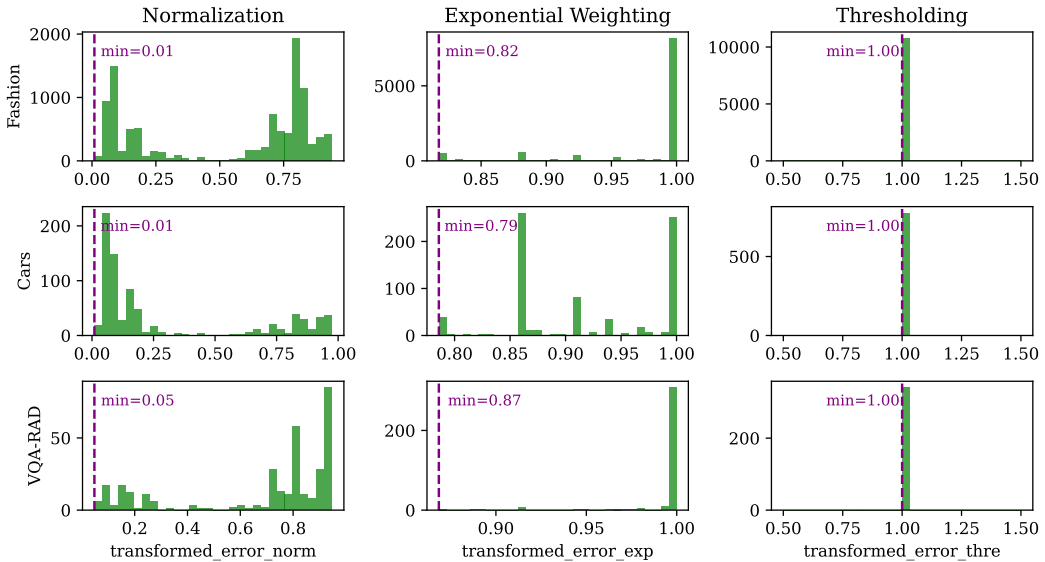 Normalization
Exponential Weighting
Thresholding
Fashion
2000
1000
0
min=0.01
0.00 0.25 0.50 0.75
5000
0
min=0.82
0.85 0.90 0.95 1.00
10000
5000
0
min=1.00
0.50 0.75 1.00 1.25 1.50
Cars
200
100
0
min=0.01
0.00 0.25 0.50 0.75 1.00
200
100
0
min=0.79
0.80 0.85 0.90 0.95 1.00
500
0
min=1.00
0.50 0.75 1.00 1.25 1.50
VQA-RAD
50
0
min=0.05
0.2 0.4 0.6 0.8
transformed_error_norm
200
0
min=0.87
0.90 0.95 1.00
transformed_error_exp
200
0
min=1.00
0.50 0.75 1.00 1.25 1.50
transformed_error_thre